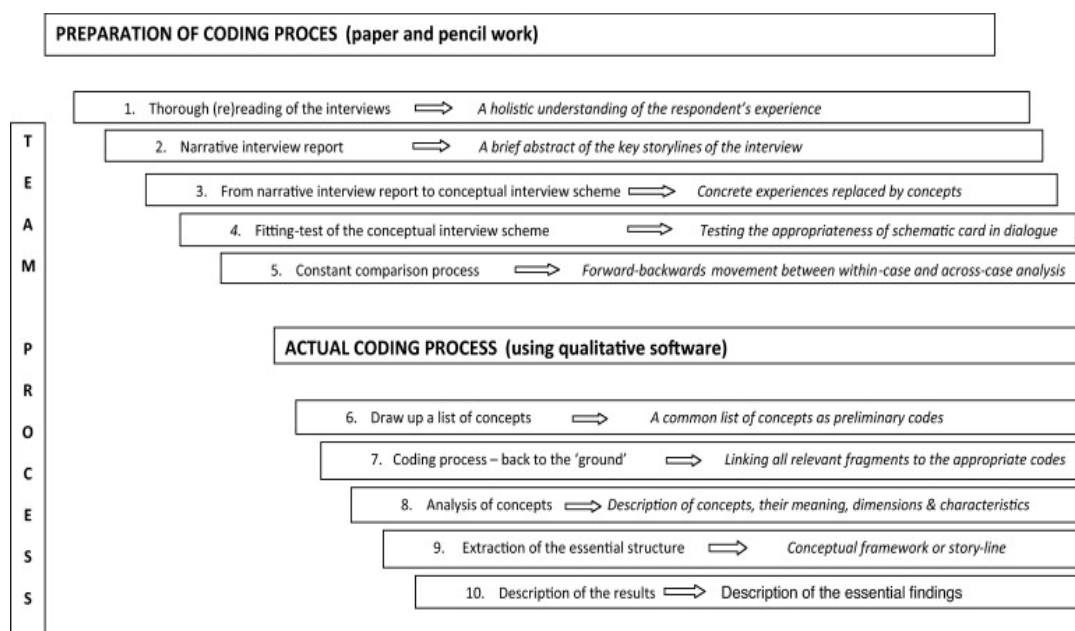 PREPARATION OF CODING PROCES (paper and pencil work)
1. Thorough (re)reading of the interviews ⇨ A holistic understanding of the respondent's experience
2. Narrative interview report ⇨ A brief abstract of the key storylines of the interview
3. From narrative interview report to conceptual interview scheme ⇨ Concrete experiences replaced by concepts
4. Fitting-test of the conceptual interview scheme ⇨ Testing the appropriateness of schematic card in dialogue
5. Constant comparison process ⇨ Forward-backwards movement between within-case and across-case analysis
ACTUAL CODING PROCESS (using qualitative software)
6. Draw up a list of concepts ⇨ A common list of concepts as preliminary codes
7. Coding process – back to the ‘ground’ ⇨ Linking all relevant fragments to the appropriate codes
8. Analysis of concepts ⇨ Description of concepts, their meaning, dimensions & characteristics
9. Extraction of the essential structure ⇨ Conceptual framework or story-line
10. Description of the results ⇨ Description of the essential findings
TEAM PROCESS